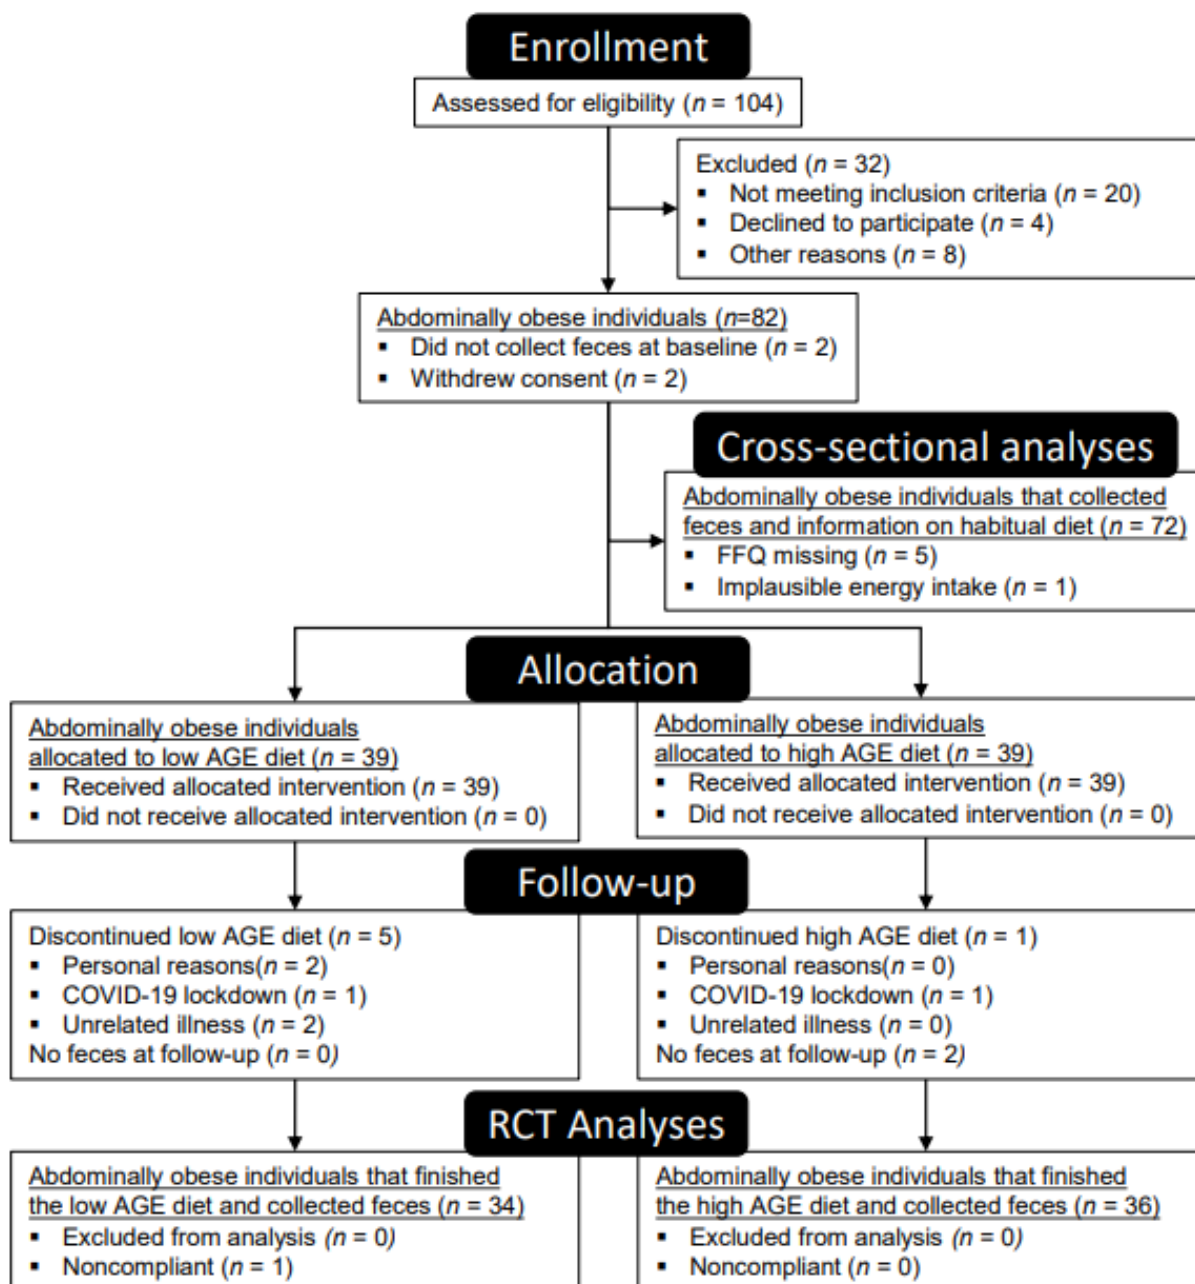 Enrollment
Assessed for eligibility (n = 104)
Excluded (n = 32)
▪ Not meeting inclusion criteria (n = 20)
▪ Declined to participate (n = 4)
▪ Other reasons (n = 8)
Abdominally obese individuals (n=82)
▪ Did not collect feces at baseline (n = 2)
▪ Withdrew consent (n = 2)
Cross-sectional analyses
Abdominally obese individuals that collected
feces and information on habitual diet (n = 72)
▪ FFQ missing (n = 5)
▪ Implausible energy intake (n = 1)
Allocation
Abdominally obese individuals
allocated to low AGE diet (n = 39)
▪ Received allocated intervention (n = 39)
▪ Did not receive allocated intervention (n = 0)
Abdominally obese individuals
allocated to high AGE diet (n = 39)
▪ Received allocated intervention (n = 39)
▪ Did not receive allocated intervention (n = 0)
Follow-up
Discontinued low AGE diet (n = 5)
▪ Personal reasons(n = 2)
▪ COVID-19 lockdown (n = 1)
▪ Unrelated illness (n = 2)
No feces at follow-up (n = 0)
Discontinued high AGE diet (n = 1)
▪ Personal reasons(n = 0)
▪ COVID-19 lockdown (n = 1)
▪ Unrelated illness (n = 0)
No feces at follow-up (n = 2)
RCT Analyses
Abdominally obese individuals that finished
the low AGE diet and collected feces (n = 34)
▪ Excluded from analysis (n = 0)
▪ Noncompliant (n = 1)
Abdominally obese individuals that finished
the high AGE diet and collected feces (n = 36)
▪ Excluded from analysis (n = 0)
▪ Noncompliant (n = 0)